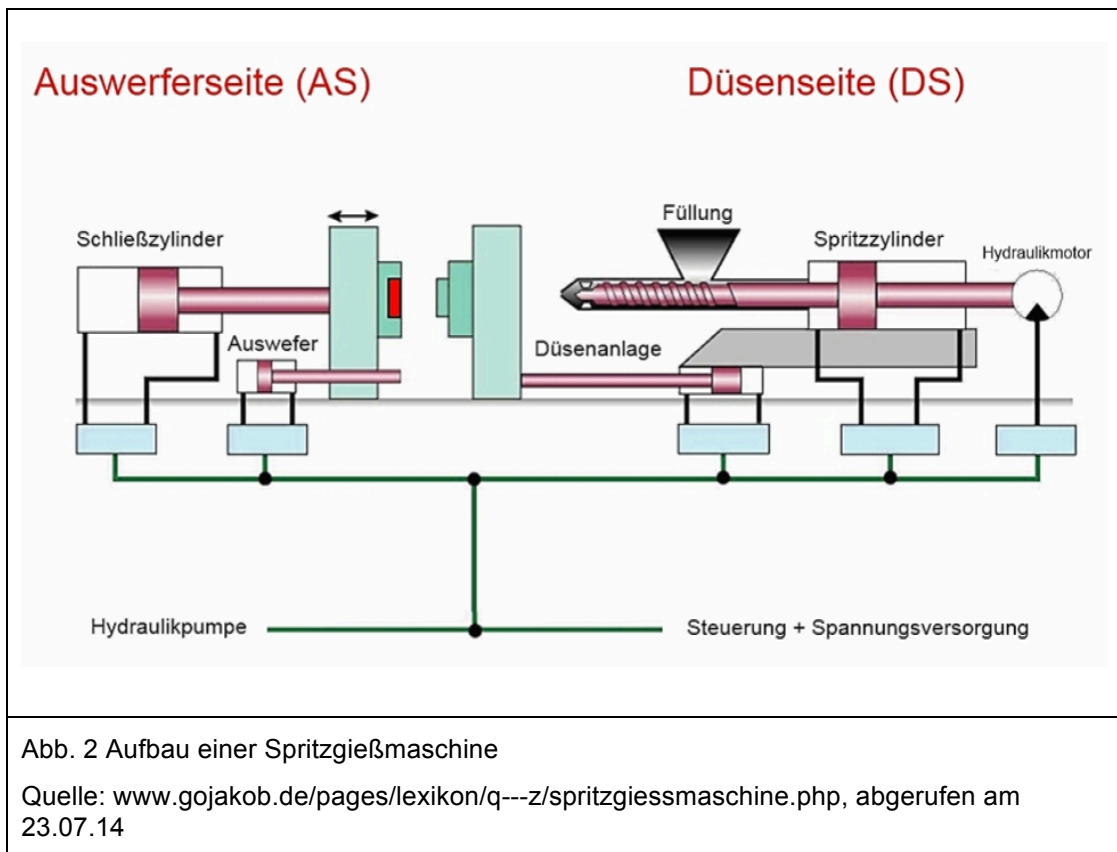 Auswerferseite (AS)
Düsenseite (DS)
Füllung
Schließzylinder
Spritzzylinder
Hydraulikmotor
Auswefer
Düsenanlage
Hydraulikpumpe
Steuerung + Spannungsversorgung
Abb. 2 Aufbau einer Spritzgießmaschine
Quelle: www.gojakob.de/pages/lexikon/q---z/spritzgiessmaschine.php, abgerufen am
23.07.14